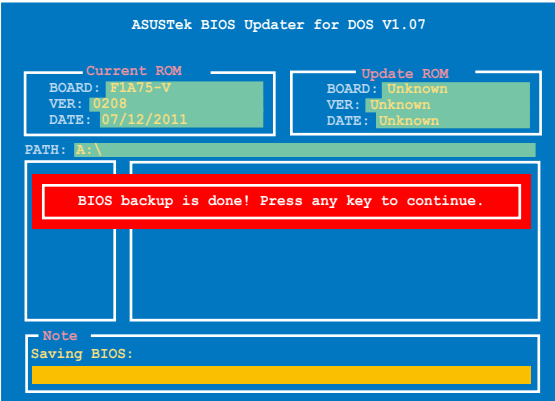 ASUSTek BIOS Updater for DOS V1.07
Current ROM
BOARD: F1A75-V
VER: 0208
DATE: 07/12/2011
Update ROM
BOARD: Unknown
VER: Unknown
DATE: Unknown
PATH: A:\
BIOS backup is done! Press any key to continue.
Note
Saving BIOS: